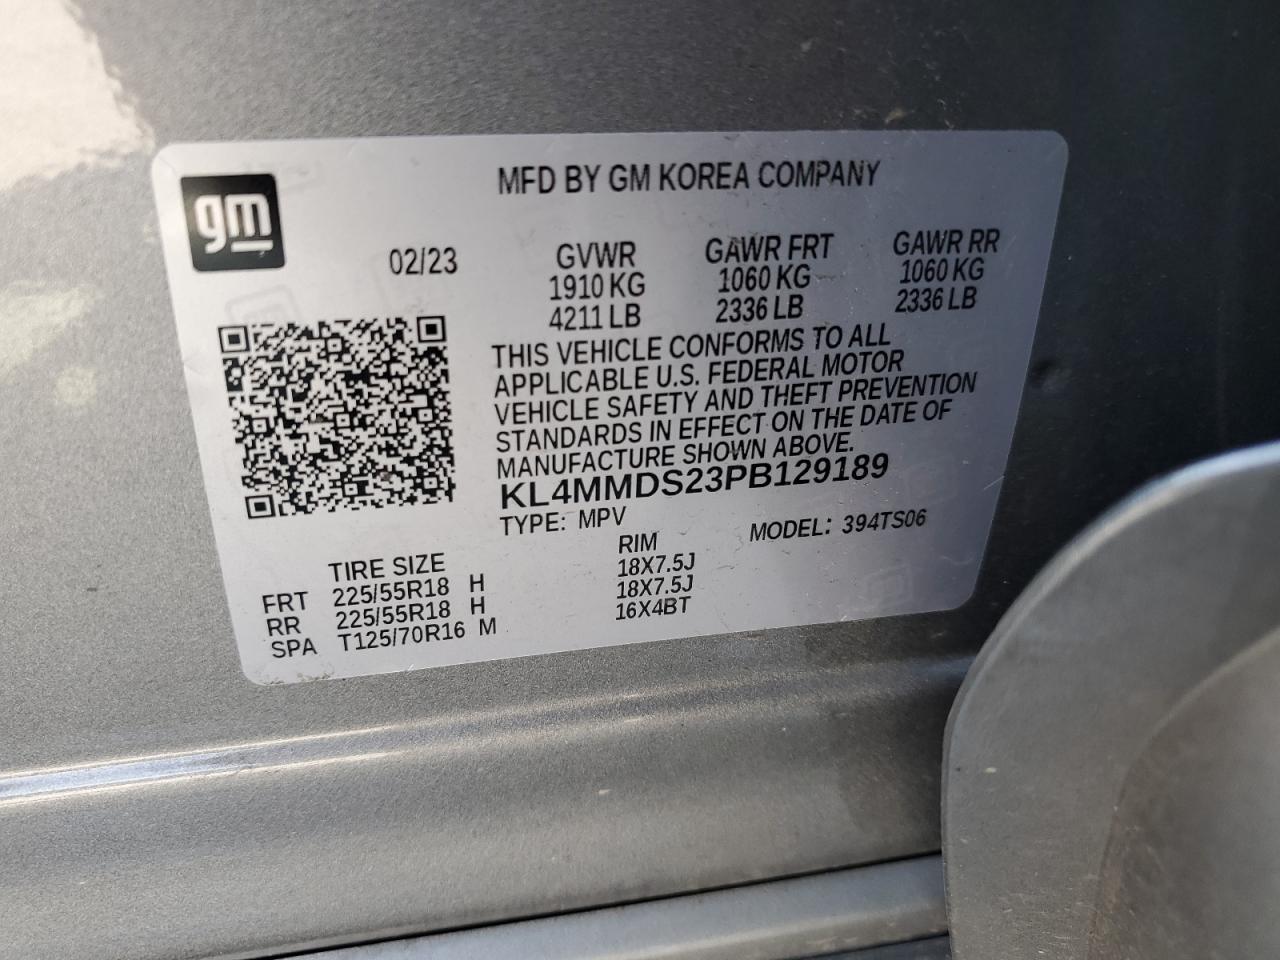 MFD BY GM KOREA COMPANY
gm
02/23
GVWR GAWR FRT GAWR RR
1910 KG 1060 KG 1060 KG
4211 LB 2336 LB 2336 LB
THIS VEHICLE CONFORMS TO ALL
APPLICABLE U.S. FEDERAL MOTOR
VEHICLE SAFETY AND THEFT PREVENTION
STANDARDS IN EFFECT ON THE DATE OF
MANUFACTURE SHOWN ABOVE.
KL4MMDS23PB129189
TYPE: MPV MODEL: 394TS06
TIRE SIZE RIM
FRT 225/55R18 H 18X7.5J
RR 225/55R18 H 18X7.5J
SPA T125/70R16 M 16X4BT